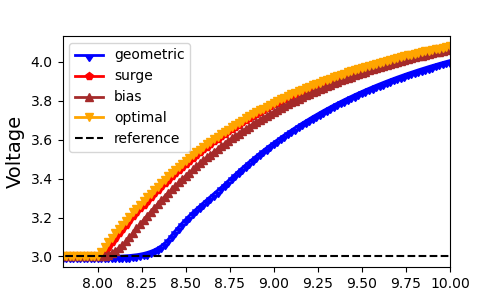 geometric
surge
bias
optimal
reference
Voltage
4.0
3.8
3.6
3.4
3.2
3.0
8.00 8.25 8.50 8.75 9.00 9.25 9.50 9.75 10.00